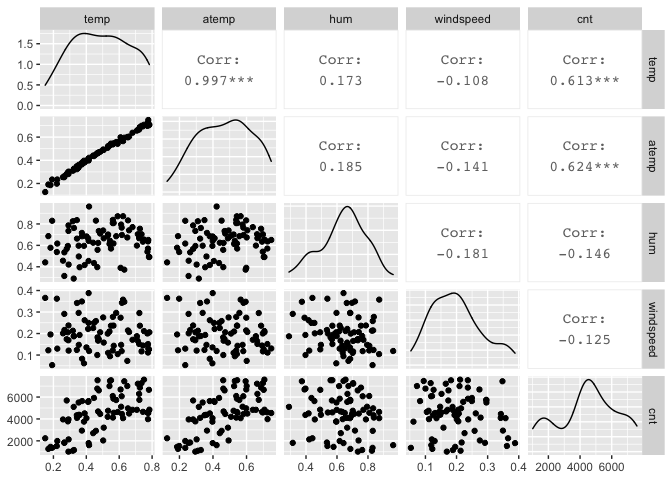 temp atemp hum windspeed cnt
1.5
1.0
0.5
0.0
Corr:
0.997***
Corr:
0.173
Corr:
-0.108
Corr:
0.613***
temp
0.6
0.4
0.2
Corr:
0.185
Corr:
-0.141
Corr:
0.624***
atemp
0.8
0.6
0.4
Corr:
-0.181
Corr:
-0.146
hum
0.4
0.3
0.2
0.1
Corr:
-0.125
windspeed
6000
4000
2000
cnt
0.2 0.4 0.6 0.8 0.2 0.4 0.6 0.4 0.6 0.8 0.1 0.2 0.3 0.4 2000 4000 6000